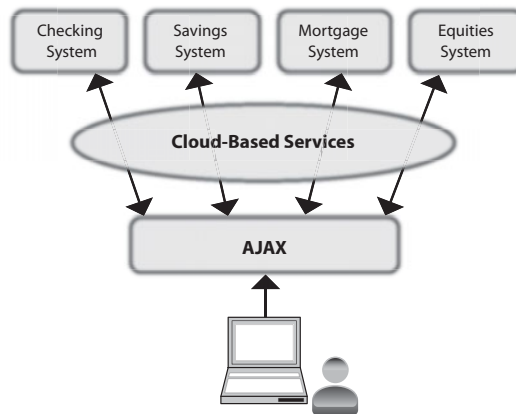 Checking
System
Savings
System
Mortgage
System
Equities
System
Cloud-Based Services
AJAX